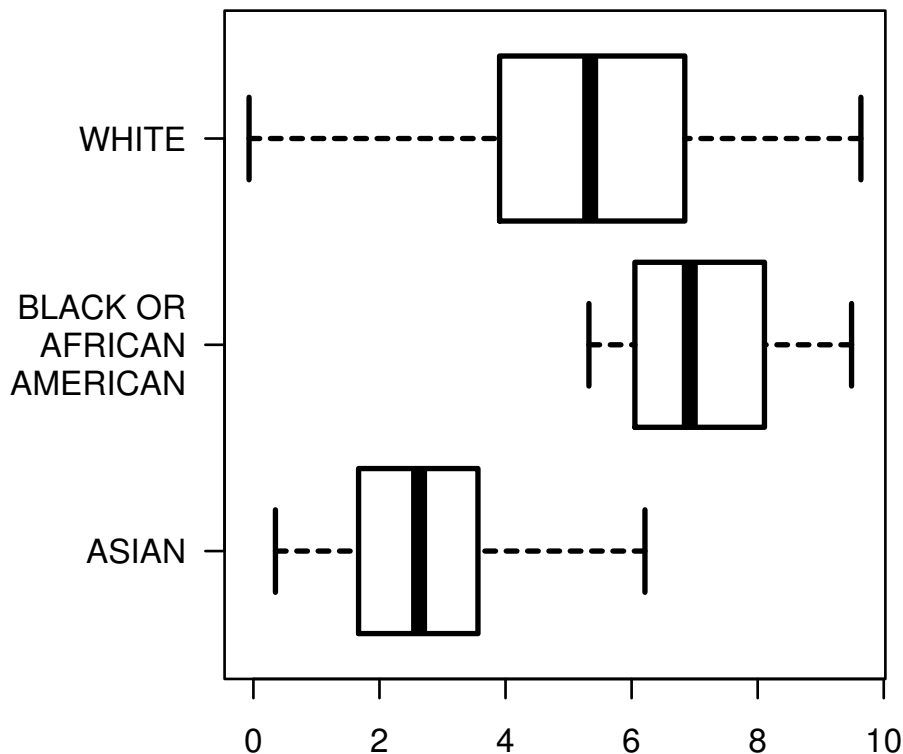 WHITE
BLACK OR
AFRICAN
AMERICAN
ASIAN
0 2 4 6 8 10